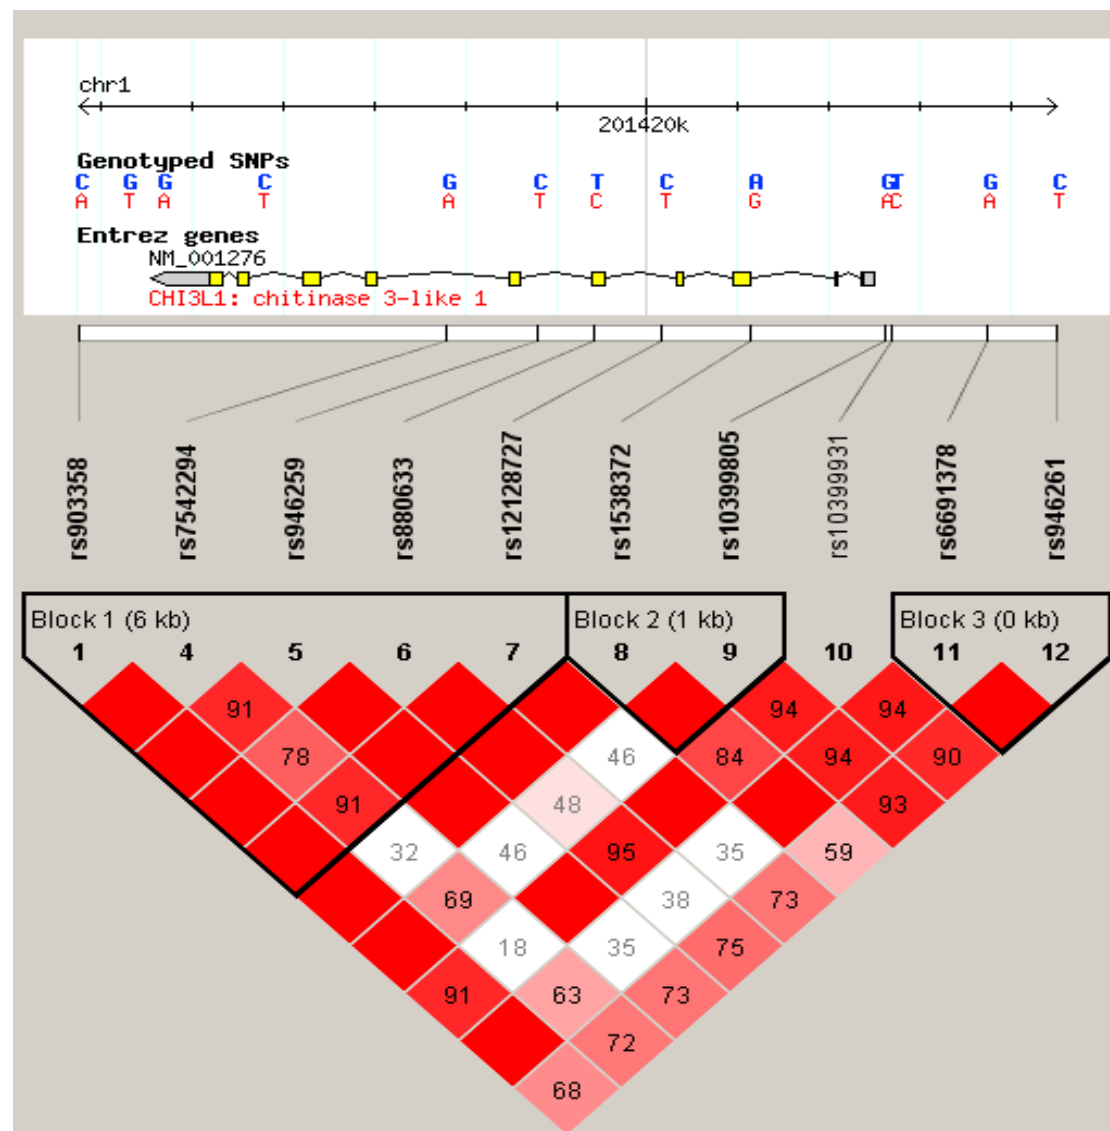 chr1
201420k
Genotyped SNPs
C G G C G C T C A G T G C
A T A T A T C T G A C A T
Entrez genes
NM_001276
CHI3L1: chitinase 3-like 1
rs903358 rs7542294 rs946259 rs880633 rs12128727 rs1538372 rs10399805 rs10399931 rs6691378 rs946261
Block 1 (6 kb) Block 2 (1 kb) Block 3 (0 kb)
1 4 5 6 7 8 9 10 11 12
91 94 94
78 46 84 94 90
91 48 93
32 46 95 35 59
69 38 73
18 35 75
91 63 73
72
68